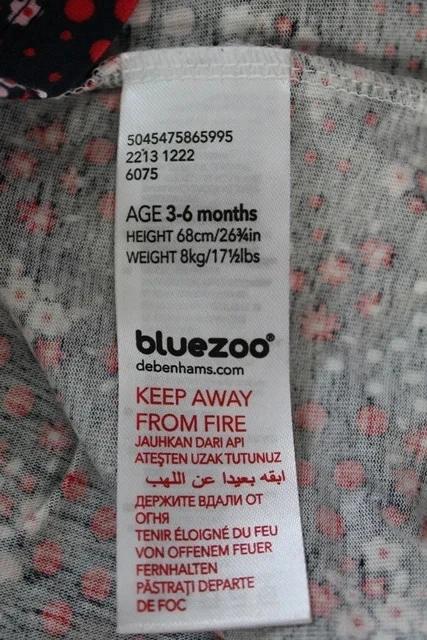 5045475865995
2213 1222
6075
AGE 3-6 months
HEIGHT 68cm/26¾in
WEIGHT 8kg/17½lbs
bluezoo®
debenhams.com
KEEP AWAY
FROM FIRE
JAUHKAN DARI API
ATEŞTEN UZAK TUTUNUZ
ابقه بعيدا عن اللهب
ДЕРЖИТЕ ВДАЛИ ОТ
ОГНЯ
TENIR ÉLOIGNÉ DU FEU
VON OFFENEM FEUER
FERNHALTEN
PĂSTRAŢI DEPARTE
DE FOC